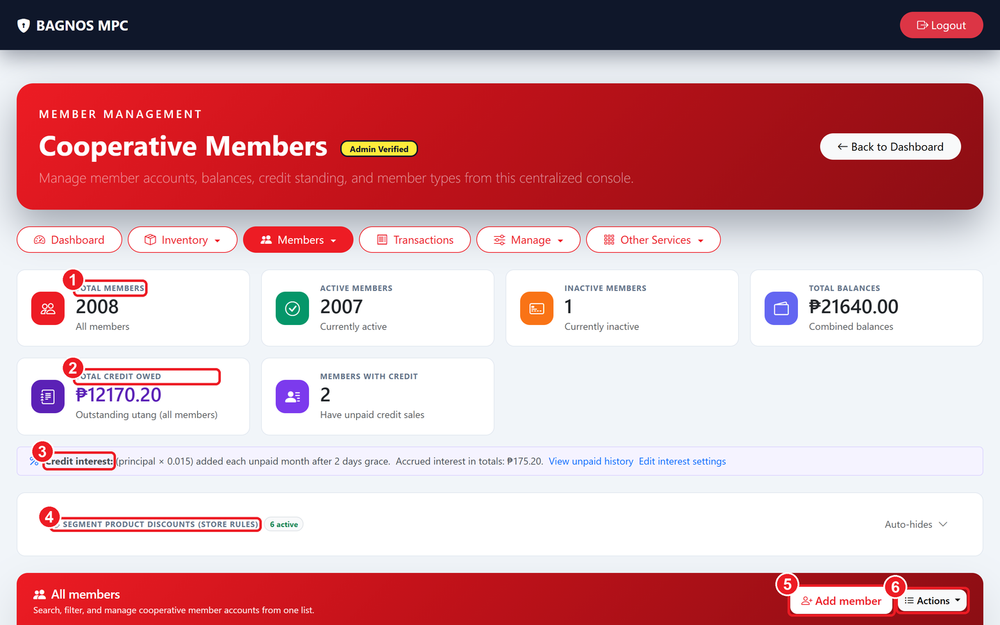 BAGNOS MPC
Logout
MEMBER MANAGEMENT
Cooperative Members
Admin Verified
Back to Dashboard
Manage member accounts, balances, credit standing, and member types from this centralized console.
Dashboard
Inventory
Members
Transactions
Manage
Other Services
1
TOTAL MEMBERS
2008
All members
ACTIVE MEMBERS
2007
Currently active
INACTIVE MEMBERS
1
Currently inactive
TOTAL BALANCES
₱21640.00
Combined balances
2
TOTAL CREDIT OWED
₱12170.20
Outstanding utang (all members)
MEMBERS WITH CREDIT
2
Have unpaid credit sales
3
Credit interest: (principal × 0.015) added each unpaid month after 2 days grace. Accrued interest in totals: ₱175.20. View unpaid history Edit interest settings
4
SEGMENT PRODUCT DISCOUNTS (STORE RULES) 6 active
Auto-hides
All members
Search, filter, and manage cooperative member accounts from one list.
5
Add member
6
Actions